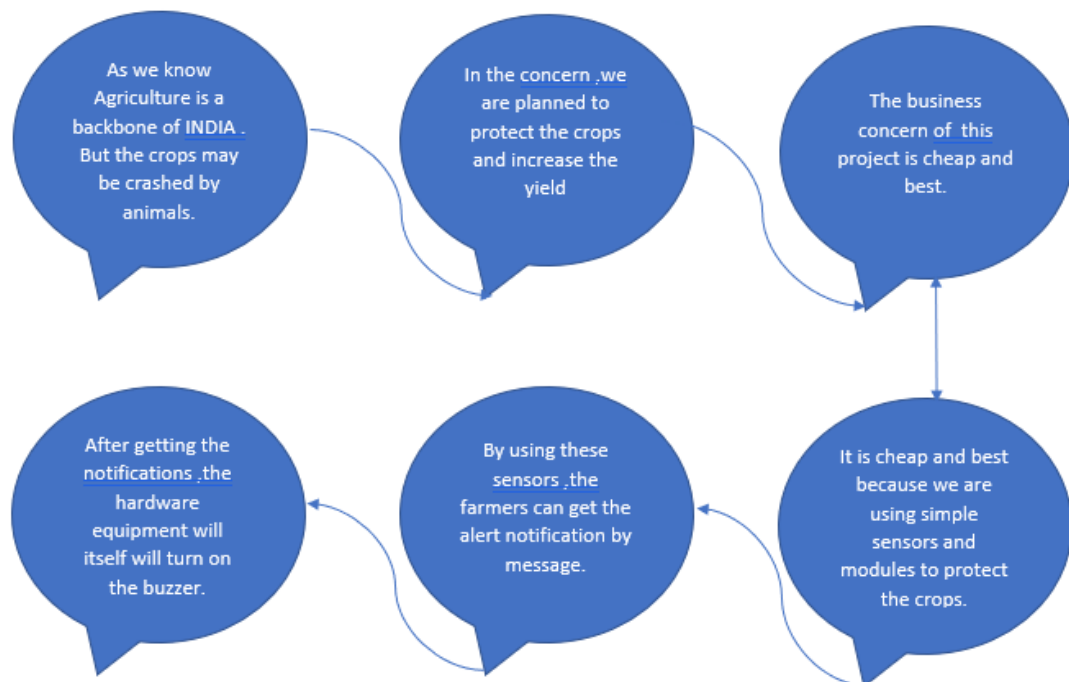 As we know
Agriculture is a
backbone of INDIA .
But the crops may
be crashed by
animals.
In the concern ,we
are planned to
protect the crops
and increase the
yield
The business
concern of  this
project is cheap and
best.
It is cheap and best
because we are
using simple
sensors and
modules to protect
the crops.
By using these
sensors ,the
farmers can get the
alert notification by
message.
After getting the
notifications ,the
hardware
equipment will
itself will turn on
the buzzer.